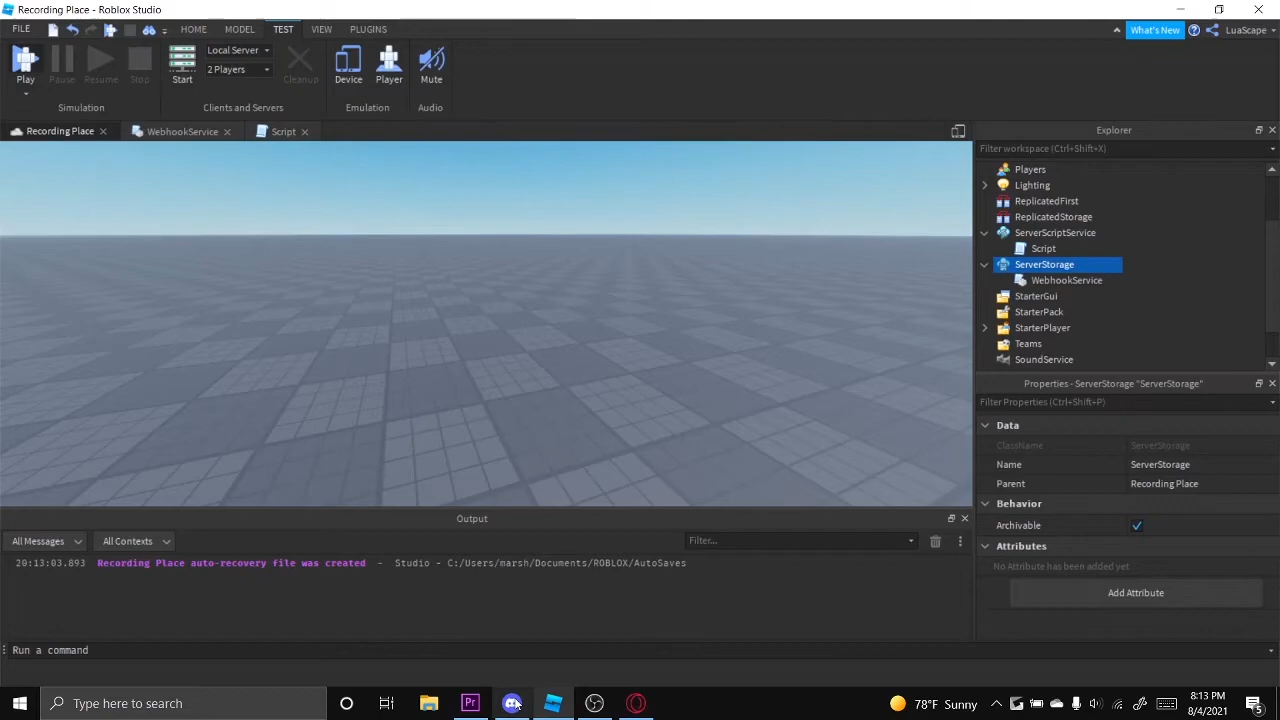 Recording Place - Roblox Studio
FILE HOME MODEL TEST VIEW PLUGINS What's New LuaScape
Play Pause Resume Stop Start Local Server 2 Players Cleanup Device Player Mute
Simulation Clients and Servers Emulation Audio
Recording Place WebhookService Script
Explorer
Filter workspace (Ctrl+Shift+X)
Players
Lighting
ReplicatedFirst
ReplicatedStorage
ServerScriptService
Script
ServerStorage
WebhookService
StarterGui
StarterPack
StarterPlayer
Teams
SoundService
Properties - ServerStorage "ServerStorage"
Filter Properties (Ctrl+Shift+P)
Data
ClassName ServerStorage
Name ServerStorage
Parent Recording Place
Behavior
Archivable
Attributes
No Attribute has been added yet
Add Attribute
Output
All Messages All Contexts Filter...
20:13:03.893 Recording Place auto-recovery file was created - Studio - C:/Users/marsh/Documents/ROBLOX/AutoSaves
Run a command
Type here to search Pr 78°F Sunny 8:13 PM
8/4/2021 5